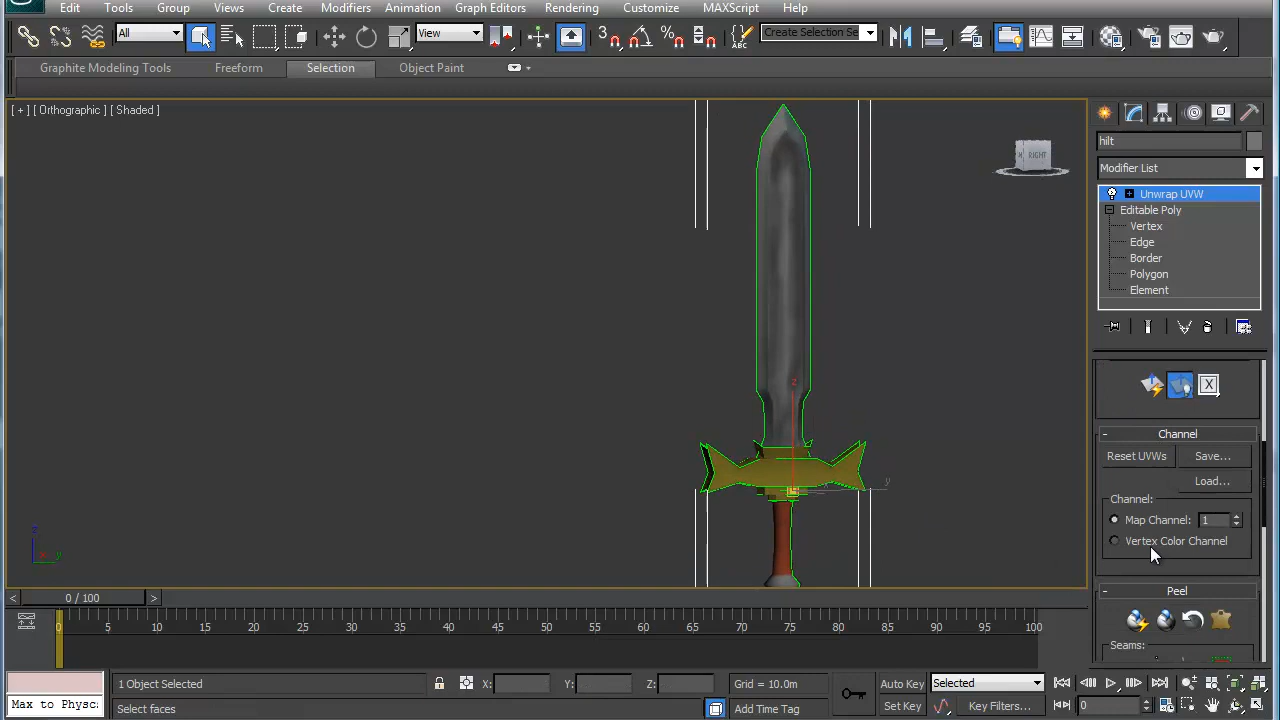 Edit Tools Group Views Create Modifiers Animation Graph Editors Rendering Customize MAXScript Help
All View 3 Create Selection Se
Graphite Modeling Tools Freeform Selection Object Paint
[ + ] [ Orthographic ] [ Shaded ]
RIGHT
hilt
Modifier List
Unwrap UVW
Editable Poly
Vertex
Edge
Border
Polygon
Element
X
- Channel
Reset UVWs Save...
Load...
Channel:
Map Channel: 1
Vertex Color Channel
- Peel
Seams:
z
y
z
x y
< 0 / 100 >
0 5 10 15 20 25 30 35 40 45 50 55 60 65 70 75 80 85 90 95 100
1 Object Selected X: Y: Z: Grid = 10.0m Auto Key Selected
Max to Physc Select faces Add Time Tag Set Key Key Filters... 0